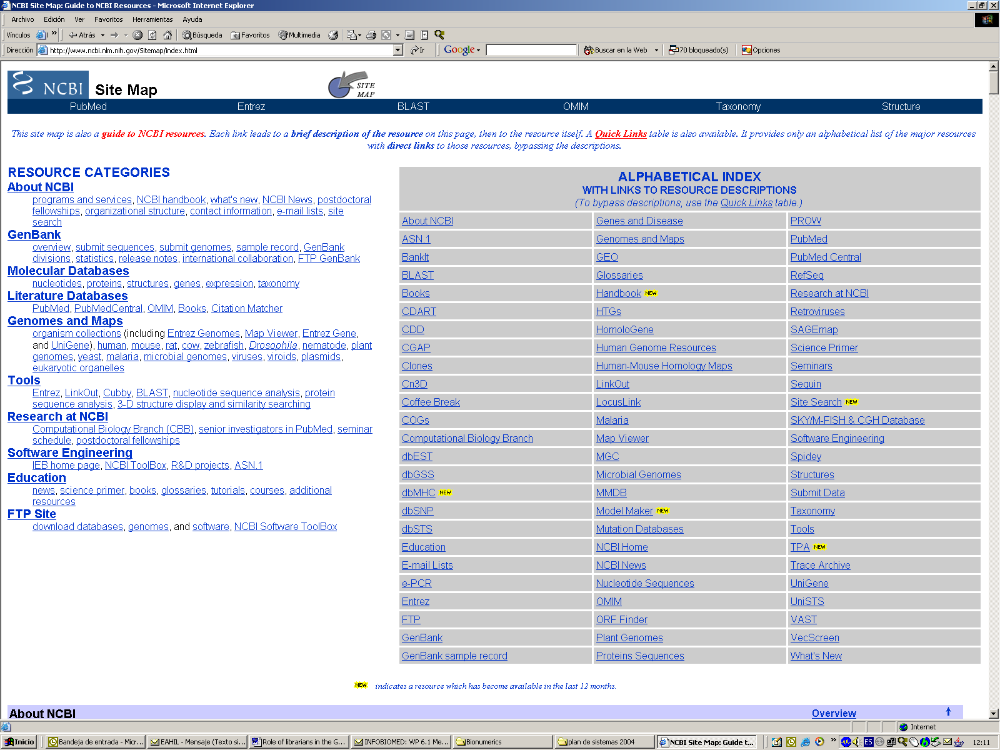 NCBI Site Map: Guide to NCBI Resources - Microsoft Internet Explorer
Archivo Edición Ver Favoritos Herramientas Ayuda
Vínculos » Atrás Búsqueda Favoritos Multimedia
Dirección http://www.ncbi.nlm.nih.gov/Sitemap/index.html Ir Google Buscar en la Web 70 bloqueado(s) Opciones
NCBI Site Map SITE MAP
PubMed Entrez BLAST OMIM Taxonomy Structure
This site map is also a guide to NCBI resources. Each link leads to a brief description of the resource on this page, then to the resource itself. A Quick Links table is also available. It provides only an alphabetical list of the major resources
with direct links to those resources, bypassing the descriptions.
RESOURCE CATEGORIES
About NCBI
programs and services, NCBI handbook, what's new, NCBI News, postdoctoral
fellowships, organizational structure, contact information, e-mail lists, site
search
GenBank
overview, submit sequences, submit genomes, sample record, GenBank
divisions, statistics, release notes, international collaboration, FTP GenBank
Molecular Databases
nucleotides, proteins, structures, genes, expression, taxonomy
Literature Databases
PubMed, PubMedCentral, OMIM, Books, Citation Matcher
Genomes and Maps
organism collections (including Entrez Genomes, Map Viewer, Entrez Gene,
and UniGene), human, mouse, rat, cow, zebrafish, Drosophila, nematode, plant
genomes, yeast, malaria, microbial genomes, viruses, viroids, plasmids,
eukaryotic organelles
Tools
Entrez, LinkOut, Cubby, BLAST, nucleotide sequence analysis, protein
sequence analysis, 3-D structure display and similarity searching
Research at NCBI
Computational Biology Branch (CBB), senior investigators in PubMed, seminar
schedule, postdoctoral fellowships
Software Engineering
IEB home page, NCBI ToolBox, R&D projects, ASN.1
Education
news, science primer, books, glossaries, tutorials, courses, additional
resources
FTP Site
download databases, genomes, and software, NCBI Software ToolBox
ALPHABETICAL INDEX
WITH LINKS TO RESOURCE DESCRIPTIONS
(To bypass descriptions, use the Quick Links table.)
About NCBI Genes and Disease PROW
ASN.1 Genomes and Maps PubMed
BankIt GEO PubMed Central
BLAST Glossaries RefSeq
Books Handbook NEW Research at NCBI
CDART HTGs Retroviruses
CDD HomoloGene SAGEmap
CGAP Human Genome Resources Science Primer
Clones Human-Mouse Homology Maps Seminars
Cn3D LinkOut Sequin
Coffee Break LocusLink Site Search NEW
COGs Malaria SKY/M-FISH & CGH Database
Computational Biology Branch Map Viewer Software Engineering
dbEST MGC Spidey
dbGSS Microbial Genomes Structures
dbMHC NEW MMDB Submit Data
dbSNP Model Maker NEW Taxonomy
dbSTS Mutation Databases Tools
Education NCBI Home TPA NEW
E-mail Lists NCBI News Trace Archive
e-PCR Nucleotide Sequences UniGene
Entrez OMIM UniSTS
FTP ORF Finder VAST
GenBank Plant Genomes VecScreen
GenBank sample record Proteins Sequences What's New
NEW indicates a resource which has become available in the last 12 months.
About NCBI Overview
Internet
Inicio Bandeja de entrada - Micr... EAHIL - Mensaje (Texto si... Role of librarians in the G... INFOBIOMED: WP 6.1 Me... Bionumerics plan de sistemas 2004 NCBI Site Map: Guide t... » ES 12:11